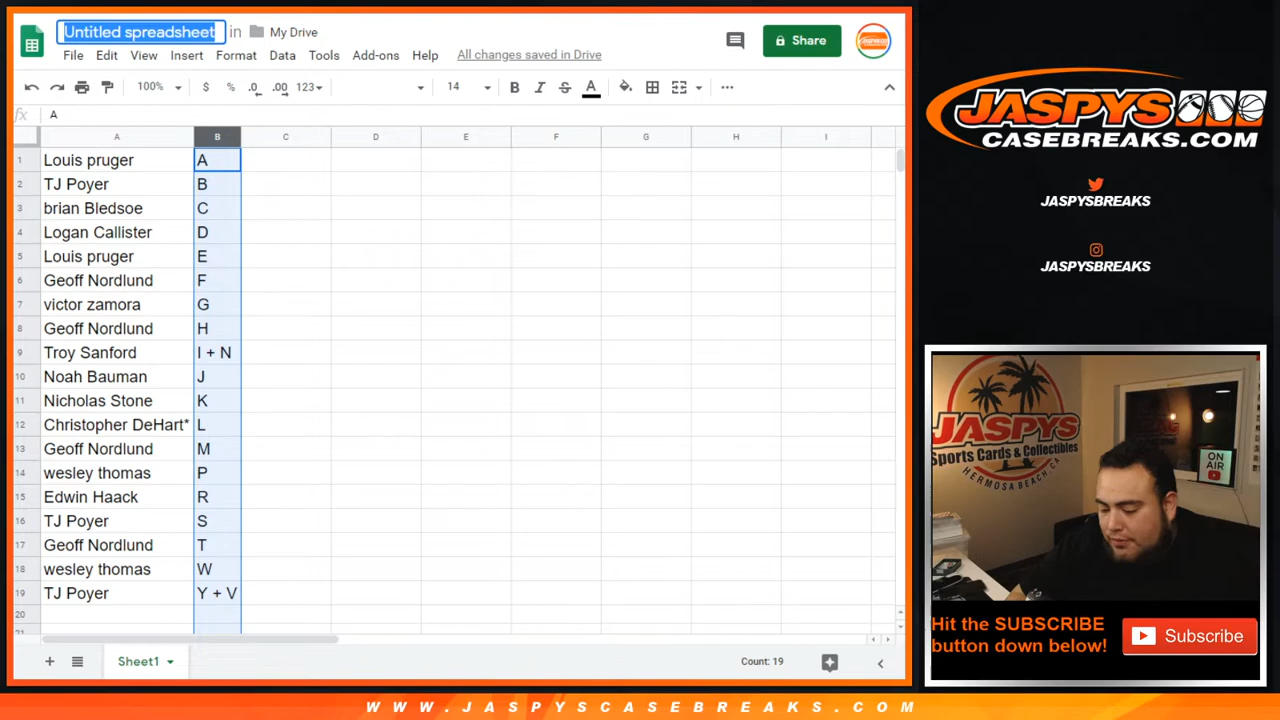 Untitled spreadsheet in My Drive
File Edit View Insert Format Data Tools Add-ons Help All changes saved in Drive
Share
100% $ % .0 .00 123 14 B I S A
fx A
A B C D E F G H I
1 Louis pruger A
2 TJ Poyer B
3 brian Bledsoe C
4 Logan Callister D
5 Louis pruger E
6 Geoff Nordlund F
7 victor zamora G
8 Geoff Nordlund H
9 Troy Sanford I + N
10 Noah Bauman J
11 Nicholas Stone K
12 Christopher DeHart* L
13 Geoff Nordlund M
14 wesley thomas P
15 Edwin Haack R
16 TJ Poyer S
17 Geoff Nordlund T
18 wesley thomas W
19 TJ Poyer Y + V
20
21
Sheet1 Count: 19
JASPYS
CASEBREAKS.COM
JASPYSBREAKS
JASPYSBREAKS
JASPYS
Sports Cards & Collectibles
HERMOSA BEACH, CA
ON
AIR
Hit the SUBSCRIBE
button down below!
Subscribe
WWW.JASPYSCASEBREAKS.COM